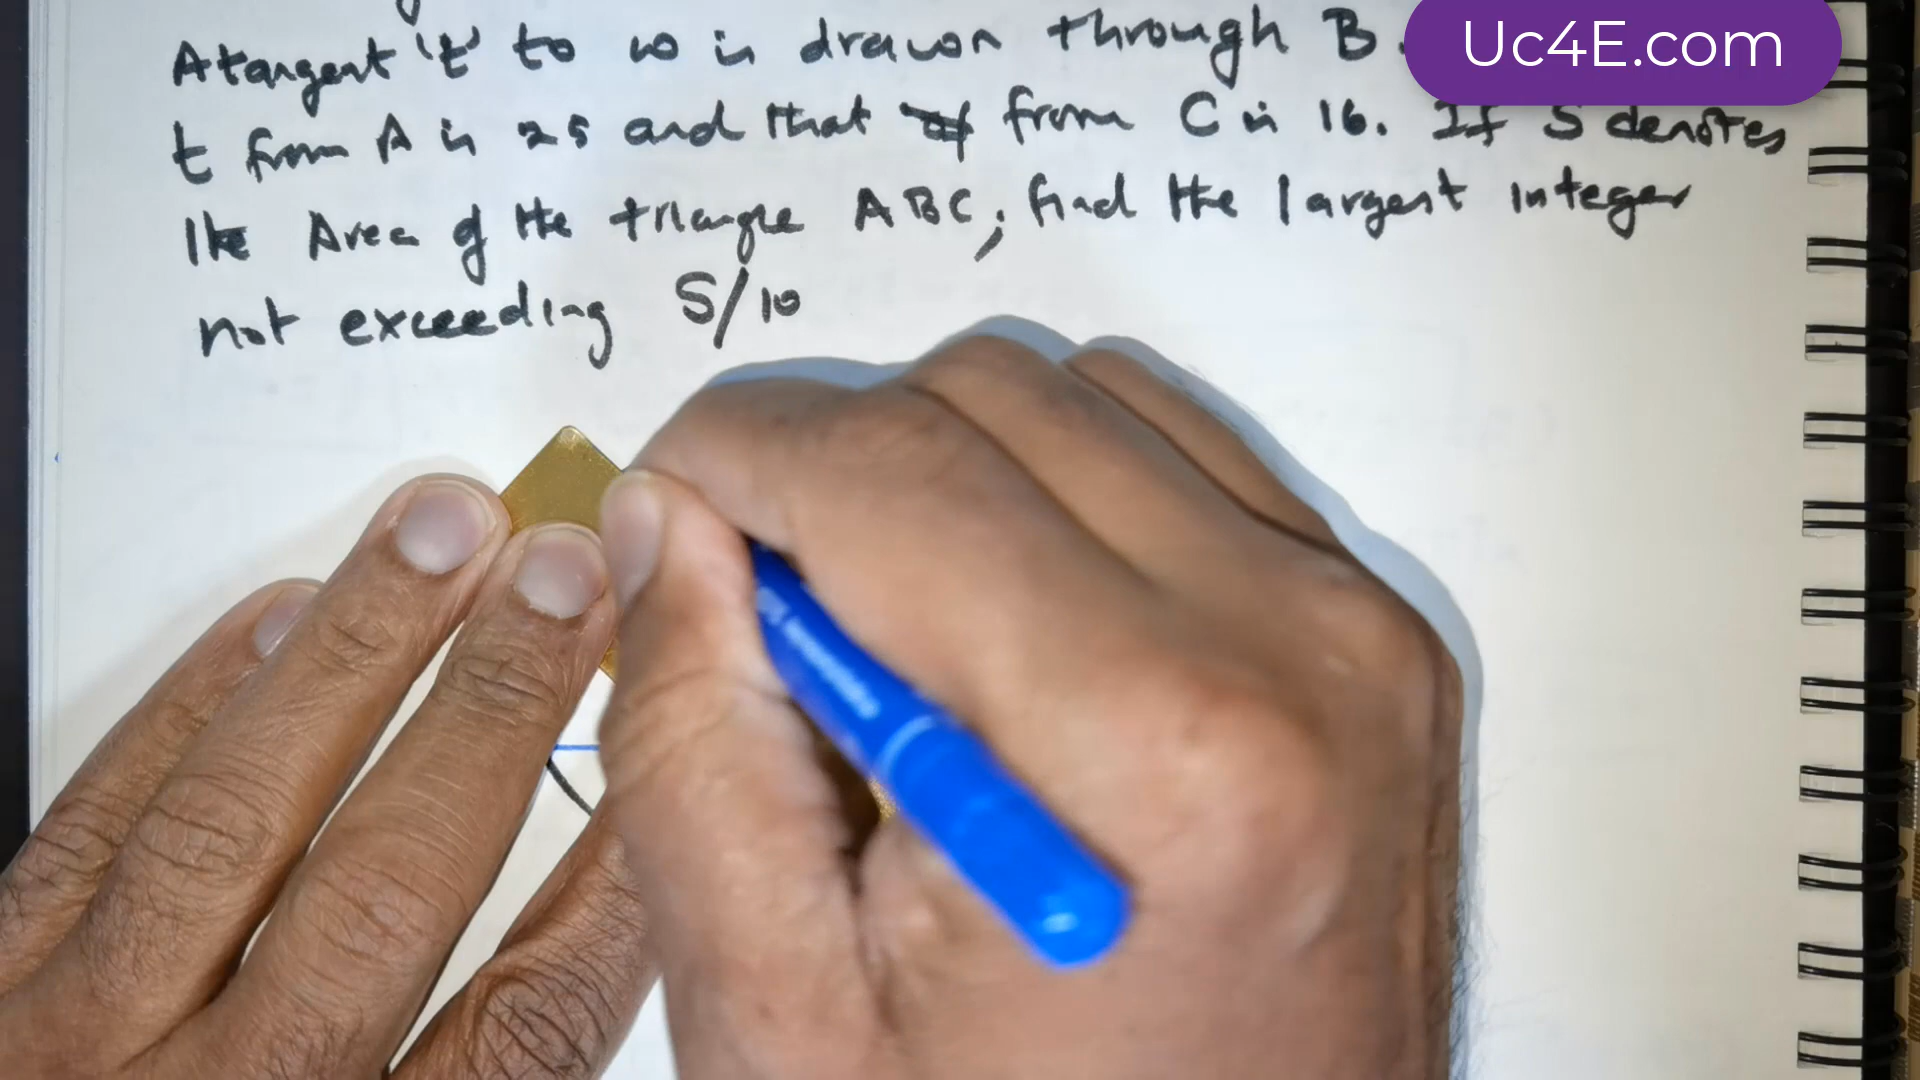 A tangent 't' to ω is drawn through B.
Uc4E.com
t from A is 25 and that from C is 16. If S denotes
the Area of the triangle ABC, find the largest integer
not exceeding S/10